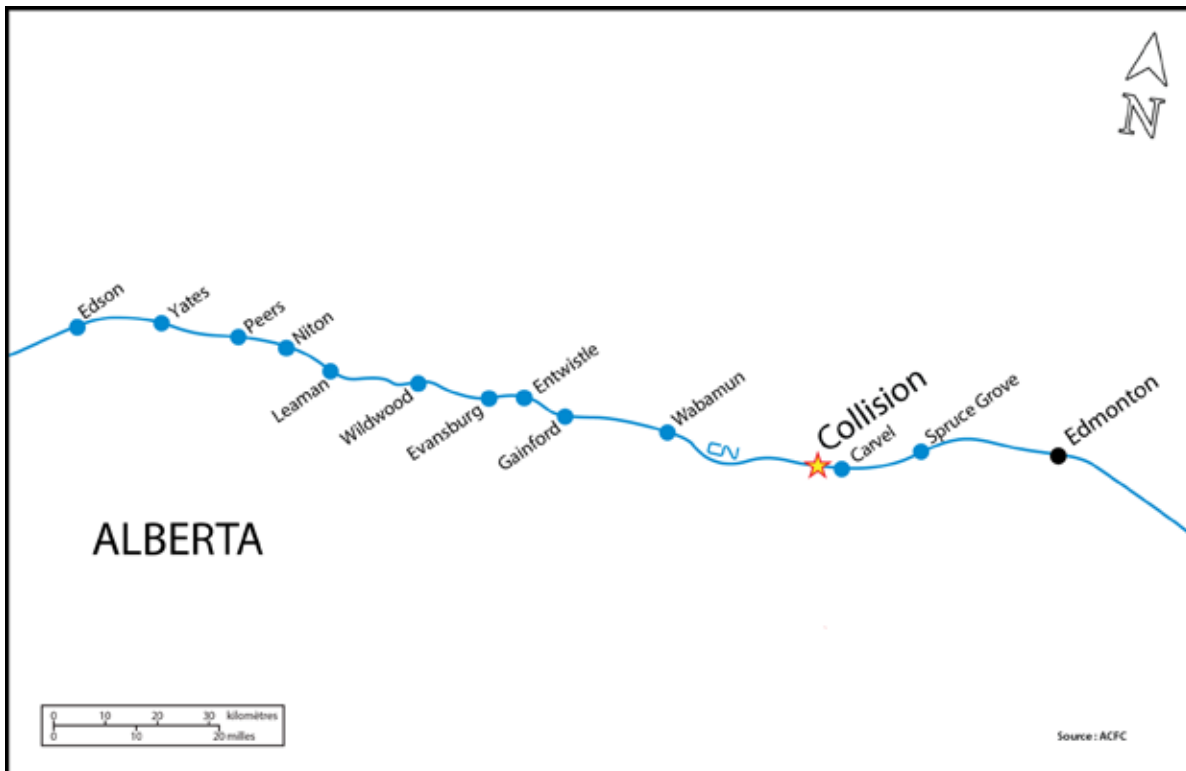 N
Edson
Yates
Peers
Niton
Leaman
Wildwood
Evansburg
Entwistle
Gainford
Wabamun
CN
Collision
Carvel
Spruce Grove
Edmonton
ALBERTA
0 10 20 30 kilomètres
0 10 20 milles
Source : ACFC